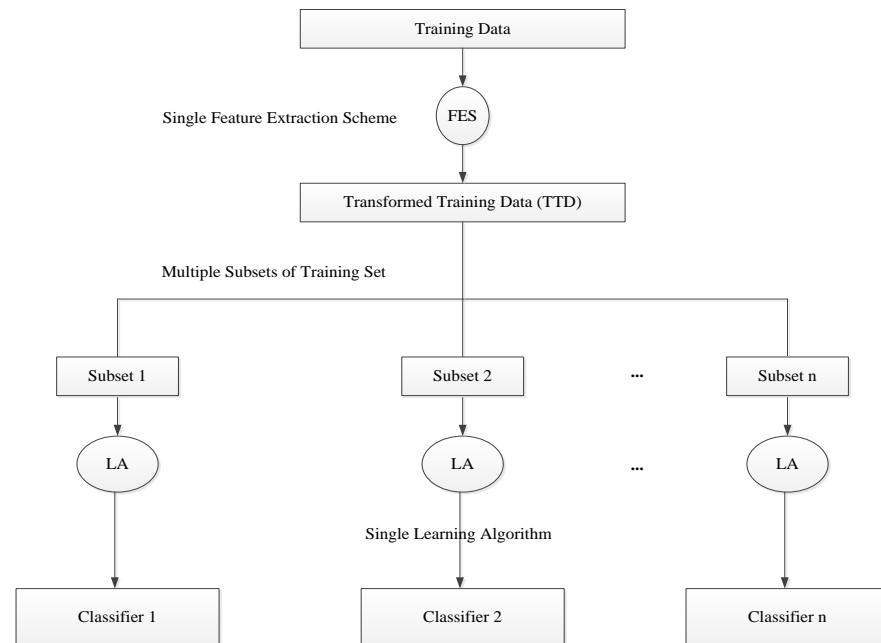 Training Data
Single Feature Extraction Scheme
FES
Transformed Training Data (TTD)
Multiple Subsets of Training Set
Subset 1
Subset 2
...
Subset n
LA
LA
...
LA
Single Learning Algorithm
Classifier 1
Classifier 2
Classifier n